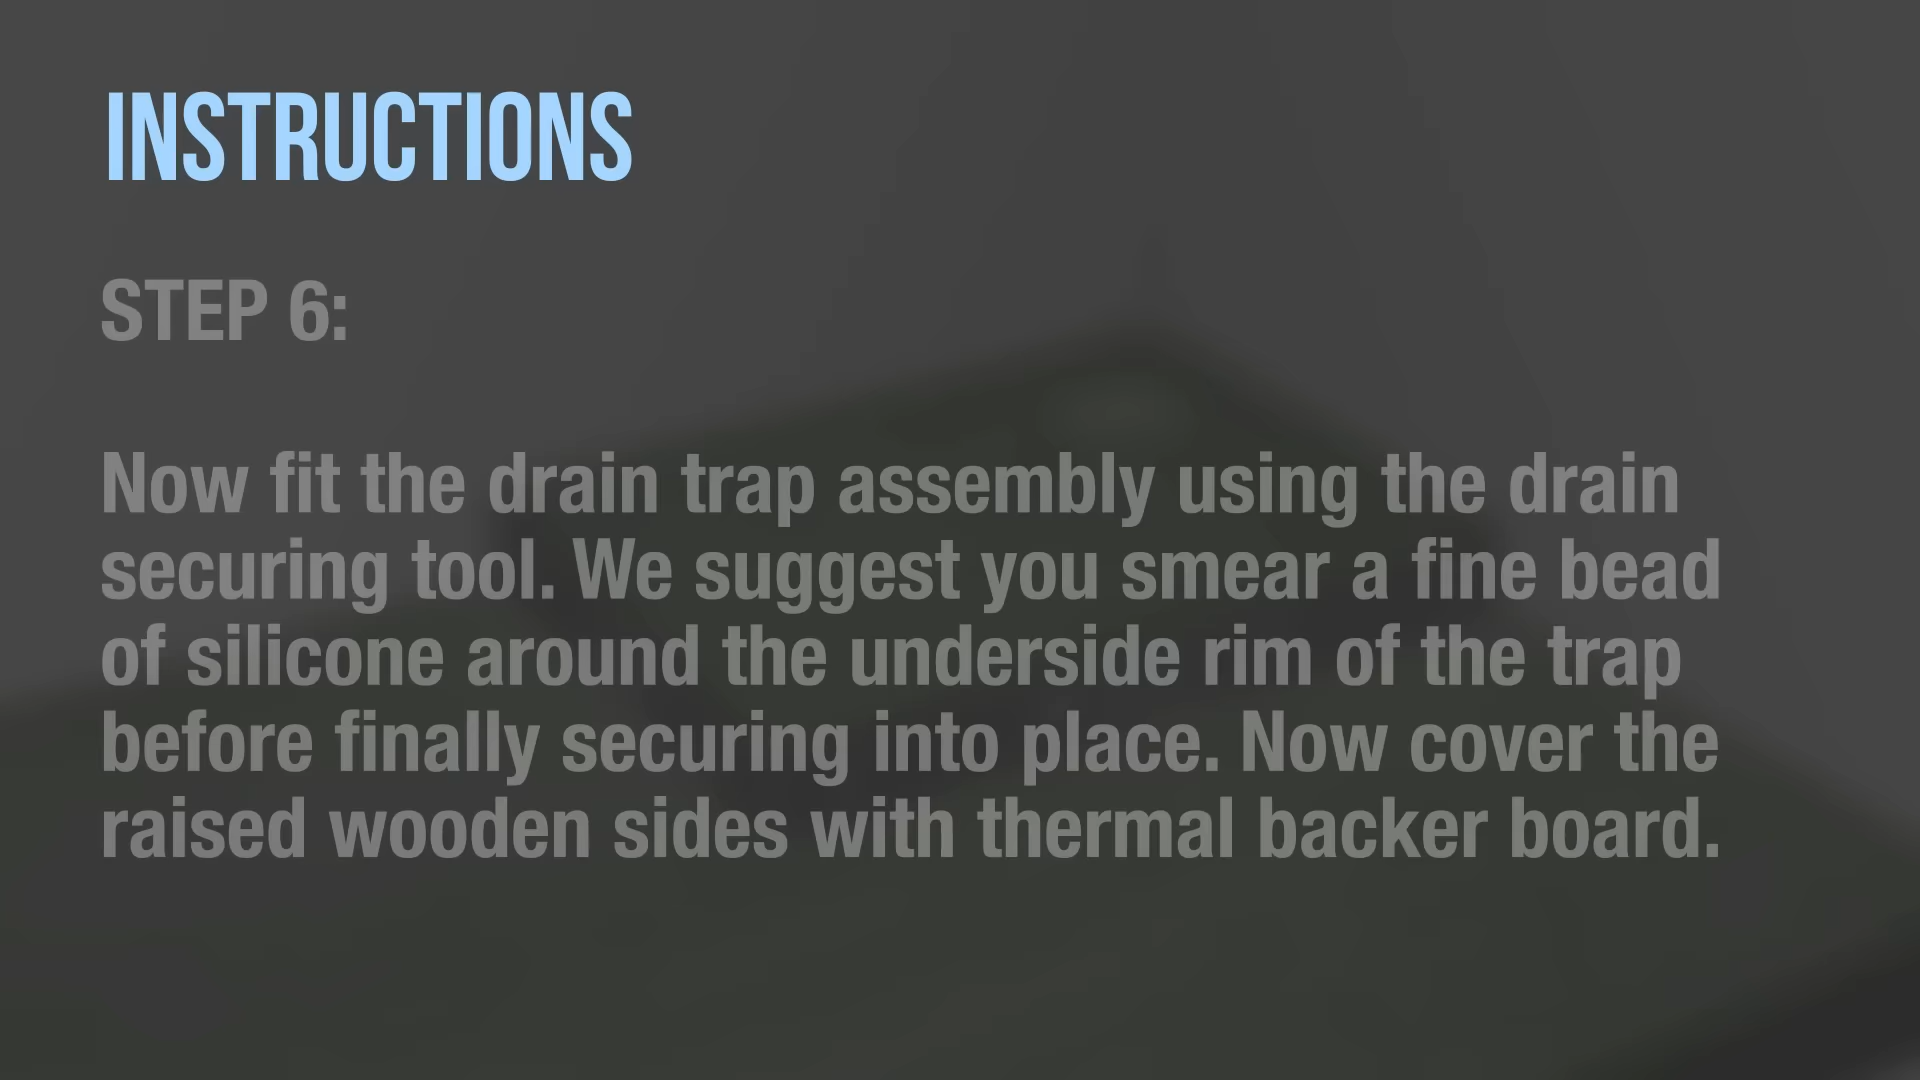 INSTRUCTIONS
STEP 6:
Now fit the drain trap assembly using the drain
securing tool. We suggest you smear a fine bead
of silicone around the underside rim of the trap
before finally securing into place. Now cover the
raised wooden sides with thermal backer board.